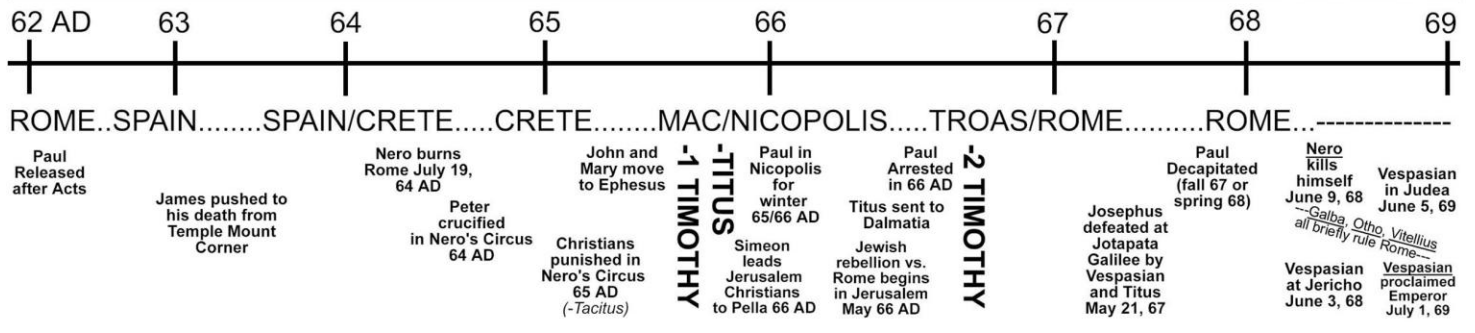 62 AD
63
64
65
66
67
68
69
ROME..SPAIN........SPAIN/CRETE.....CRETE........MAC/NICOPOLIS.....TROAS/ROME..........ROME...--------------
Paul
Released
after Acts
James pushed to
his death from
Temple Mount
Corner
Nero burns
Rome July 19,
64 AD
Peter
crucified
in Nero's Circus
64 AD
John and
Mary move
to Ephesus
Christians
punished in
Nero's Circus
65 AD
(-Tacitus)
-1 TIMOTHY
-TITUS
Paul in
Nicopolis
for
winter
65/66 AD
Simeon
leads
Jerusalem
Christians
to Pella 66 AD
Paul
Arrested
in 66 AD
Titus sent to
Dalmatia
Jewish
rebellion vs.
Rome begins
in Jerusalem
May 66 AD
-2 TIMOTHY
Josephus
defeated at
Jotapata
Galilee by
Vespasian
and Titus
May 21, 67
Paul
Decapitated
(fall 67 or
spring 68)
Nero
kills
himself
June 9, 68
---Galba, Otho, Vitellius
all briefly rule Rome---
Vespasian
at Jericho
June 3, 68
Vespasian
in Judea
June 5, 69
Vespasian
proclaimed
Emperor
July 1, 69